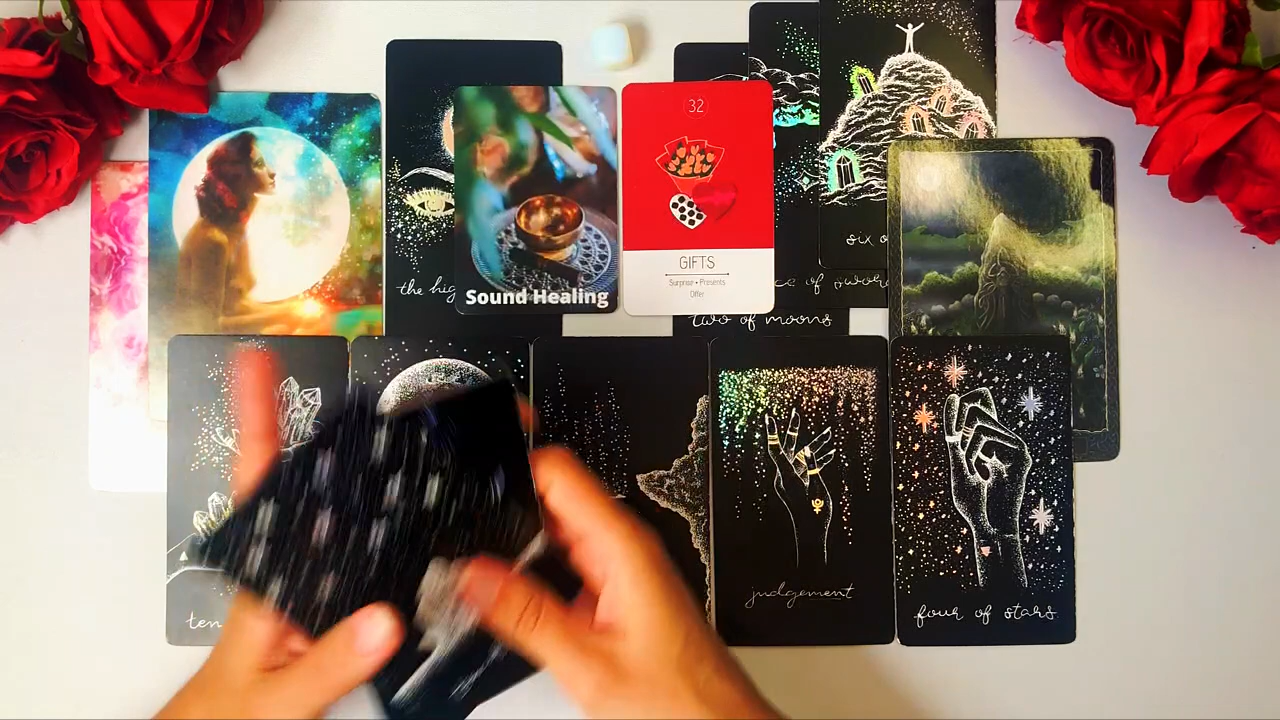 32
GIFTS
Surprise • Presents
Offer
Sound Healing
the hig
six o
ce of swor
two of moons
ten
judgement
four of stars